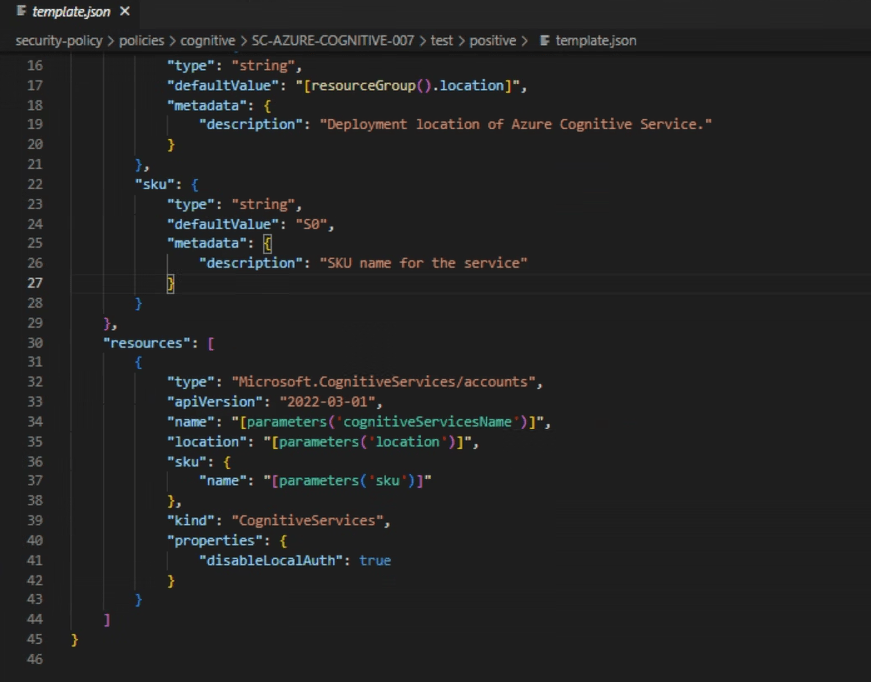 template.json ×
security-policy > policies > cognitive > SC-AZURE-COGNITIVE-007 > test > positive > template.json
16 "type": "string",
17 "defaultValue": "[resourceGroup().location]",
18 "metadata": {
19 "description": "Deployment location of Azure Cognitive Service."
20 }
21 },
22 "sku": {
23 "type": "string",
24 "defaultValue": "S0",
25 "metadata": {
26 "description": "SKU name for the service"
27 }
28 }
29 },
30 "resources": [
31 {
32 "type": "Microsoft.CognitiveServices/accounts",
33 "apiVersion": "2022-03-01",
34 "name": "[parameters('cognitiveServicesName')]",
35 "location": "[parameters('location')]",
36 "sku": {
37 "name": "[parameters('sku')]"
38 },
39 "kind": "CognitiveServices",
40 "properties": {
41 "disableLocalAuth": true
42 }
43 }
44 ]
45 }
46